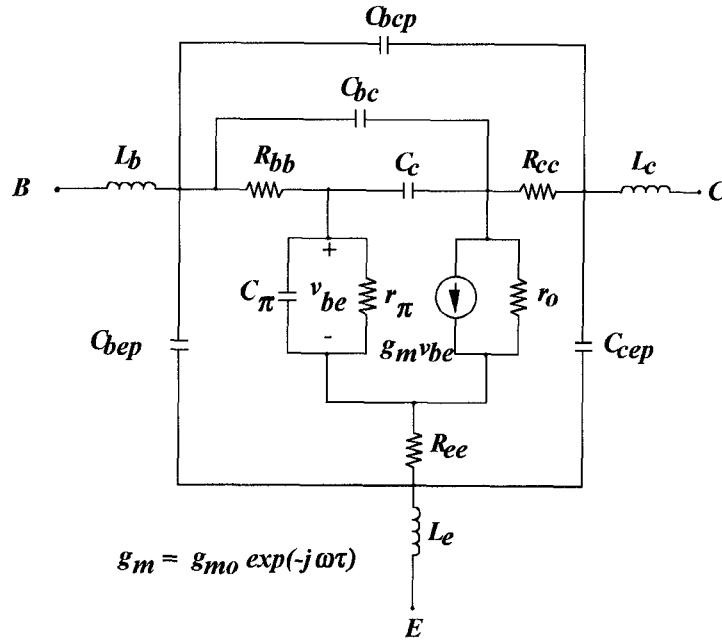 Cbcp
Cbc
Lb
Rbb
Cc
Rcc
Lc
B
C
+
Cπ
vbe
rπ
ro
-
gmvbe
Cbep
Ccep
Ree
Le
gm = gmo exp(-jωτ)
E